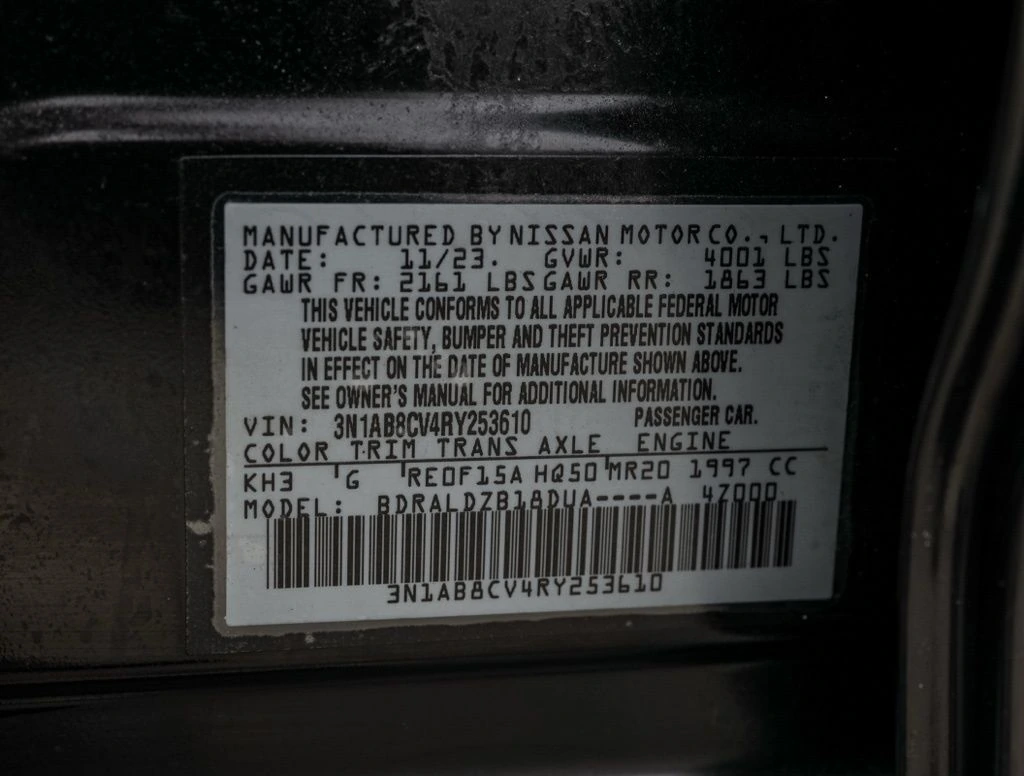 MANUFACTURED BY NISSAN MOTOR CO., LTD.
DATE: 11/23. GVWR: 4001 LBS
GAWR FR: 2161 LBS GAWR RR: 1863 LBS
THIS VEHICLE CONFORMS TO ALL APPLICABLE FEDERAL MOTOR
VEHICLE SAFETY, BUMPER AND THEFT PREVENTION STANDARDS
IN EFFECT ON THE DATE OF MANUFACTURE SHOWN ABOVE.
SEE OWNER'S MANUAL FOR ADDITIONAL INFORMATION.
VIN: 3N1AB8CV4RY253610 PASSENGER CAR.
COLOR TRIM TRANS AXLE ENGINE
KH3 G RE0F15A HQ50 MR20 1997 CC
MODEL: BDRALDZB18DUA----A 4Z000
3N1AB8CV4RY253610